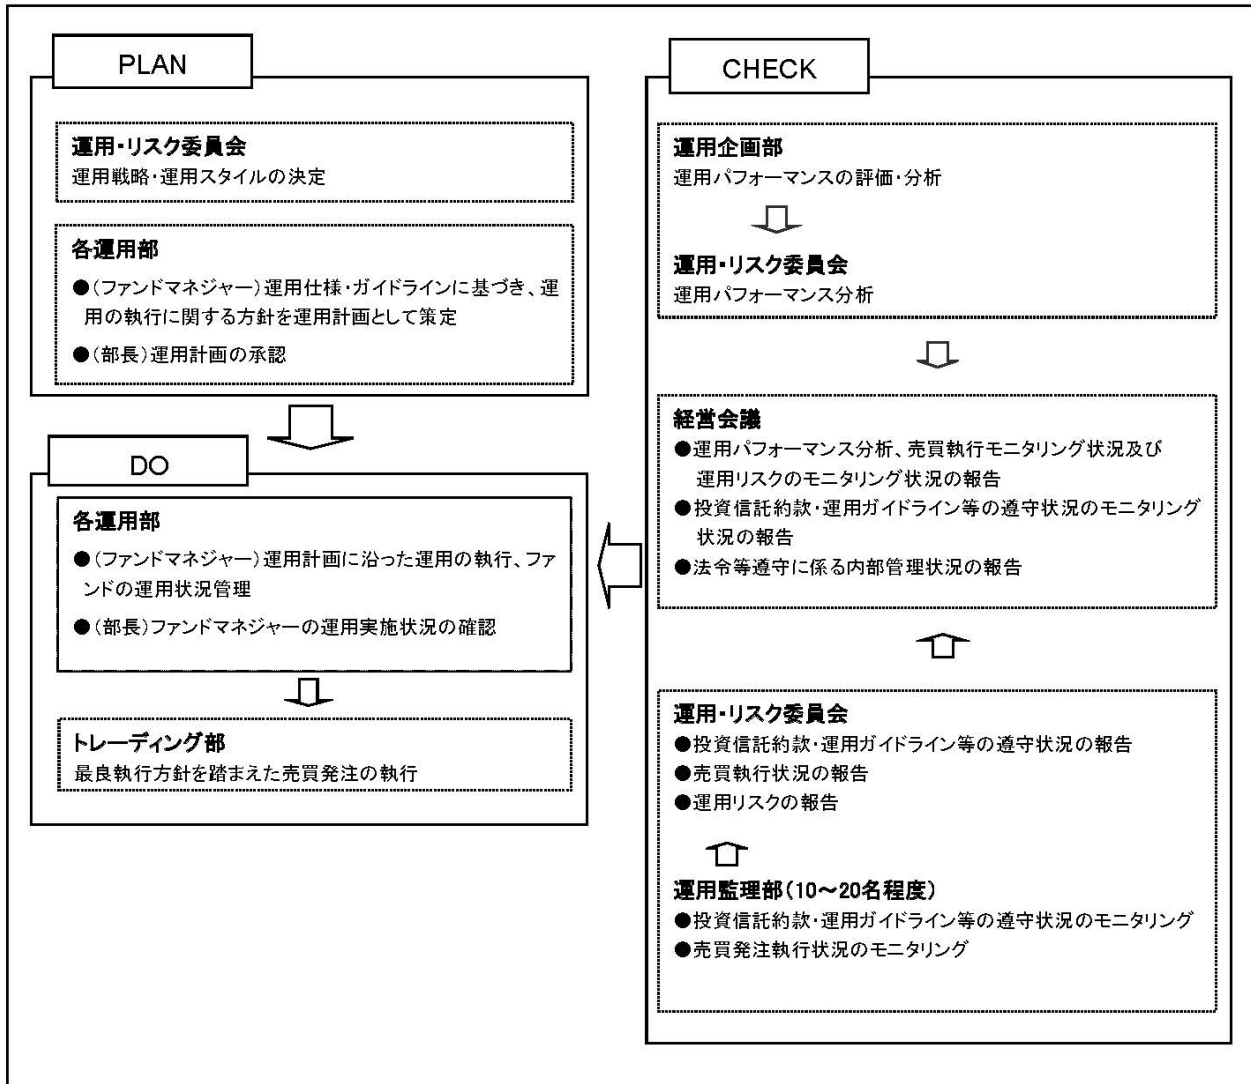 PLAN
運用・リスク委員会
運用戦略・運用スタイルの決定
各運用部
●(ファンドマネジャー)運用仕様・ガイドラインに基づき、運
用の執行に関する方針を運用計画として策定
●(部長)運用計画の承認
DO
各運用部
●(ファンドマネジャー)運用計画に沿った運用の執行、ファ
ンドの運用状況管理
●(部長)ファンドマネジャーの運用実施状況の確認
トレーディング部
最良執行方針を踏まえた売買発注の執行
CHECK
運用企画部
運用パフォーマンスの評価・分析
運用・リスク委員会
運用パフォーマンス分析
経営会議
●運用パフォーマンス分析、売買執行モニタリング状況及び
運用リスクのモニタリング状況の報告
●投資信託約款・運用ガイドライン等の遵守状況のモニタリング
状況の報告
●法令等遵守に係る内部管理状況の報告
運用・リスク委員会
●投資信託約款・運用ガイドライン等の遵守状況の報告
●売買執行状況の報告
●運用リスクの報告
運用監理部(10～20名程度)
●投資信託約款・運用ガイドライン等の遵守状況のモニタリング
●売買発注執行状況のモニタリング